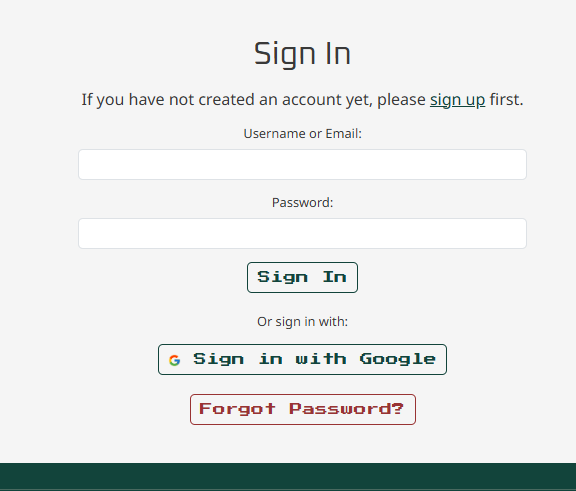 Sign In
If you have not created an account yet, please sign up first.
Username or Email:
Password:
Sign In
Or sign in with:
Sign in with Google
Forgot Password?